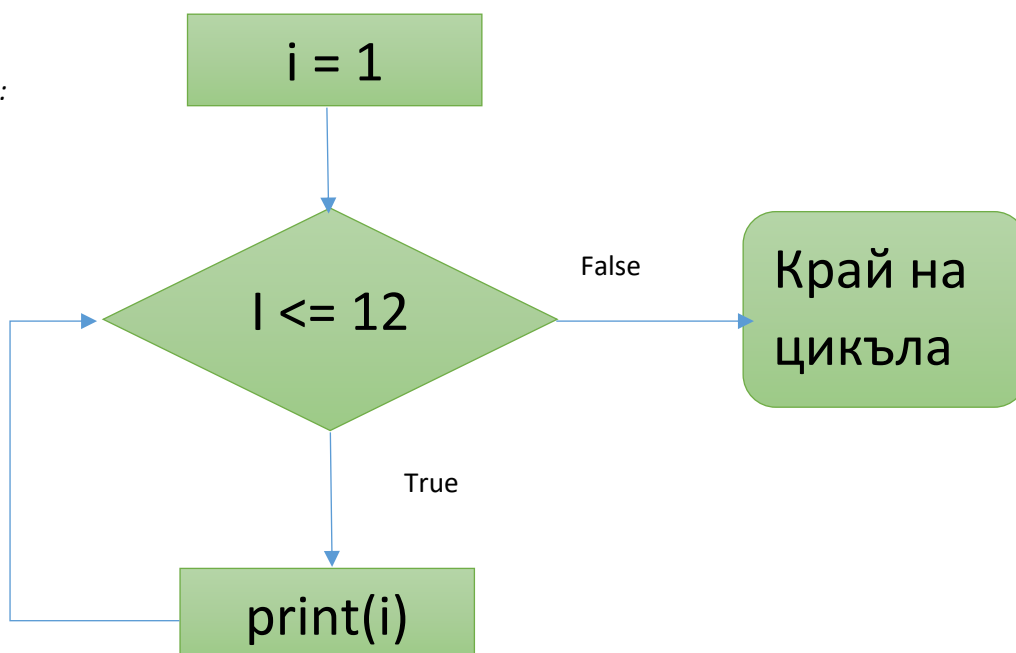 i = 1
:
I <= 12
False
Край на
цикъла
True
print(i)